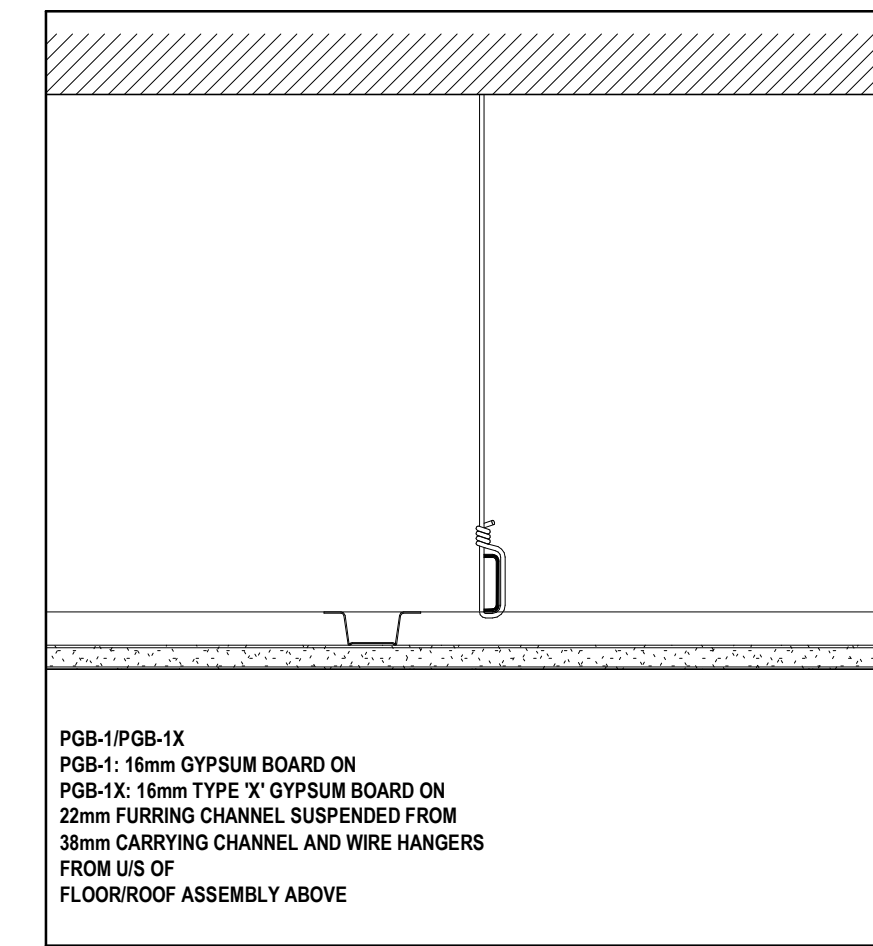 PGB-1/PGB-1X
PGB-1: 16mm GYPSUM BOARD ON
PGB-1X: 16mm TYPE 'X' GYPSUM BOARD ON
22mm FURRING CHANNEL SUSPENDED FROM
38mm CARRYING CHANNEL AND WIRE HANGERS
FROM U/S OF
FLOOR/ROOF ASSEMBLY ABOVE